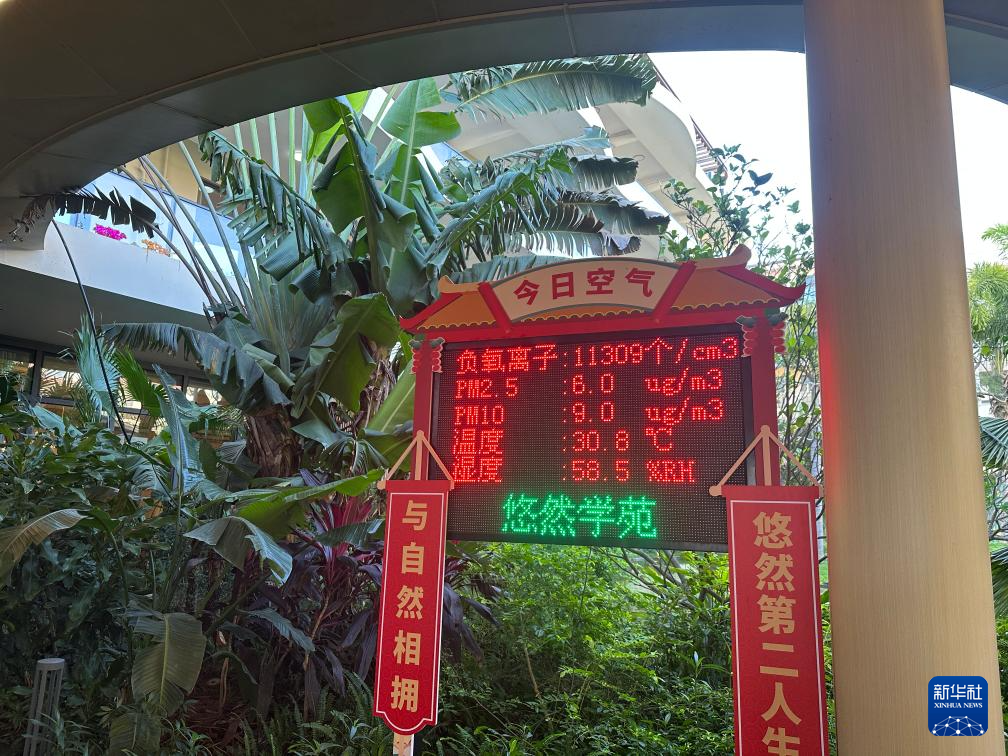 今日空气
负氧离子:11309个/cm3
PM2.5 :6.0 ug/m3
PM10 :9.0 ug/m3
温度 :30.8 ℃
湿度 :58.5 %RH
悠然学苑
与自然相拥
悠然第二人生
新华社
XINHUA NEWS